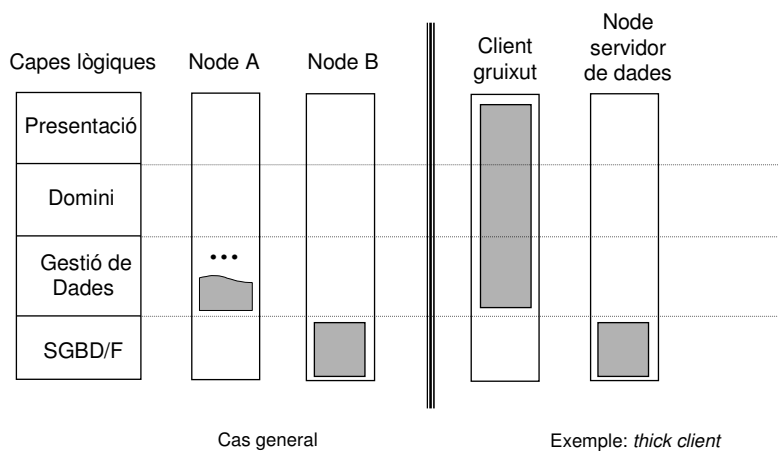 Capes lògiques
Node A
Node B
Client
gruixut
Node
servidor
de dades
Presentació
Domini
Gestió de
Dades
SGBD/F
...
Cas general
Exemple: thick client